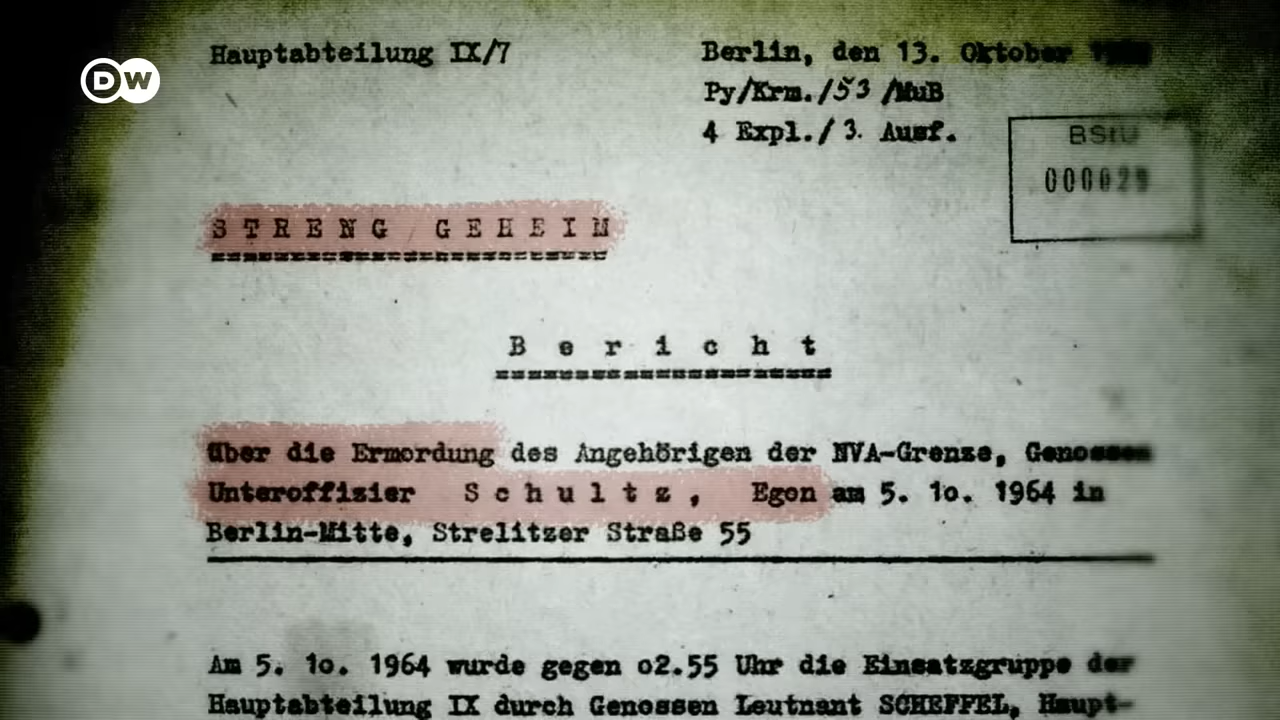 DW
Hauptabteilung IX/7
Berlin, den 13. Oktober
Py/Krm./53 /MuB
4 Expl./ 3. Ausf.
BStU
000029
STRENG GEHEIM
Bericht
über die Ermordung des Angehörigen der NVA-Grenze, Genossen
Unteroffizier Schultz, Egon am 5. 1o. 1964 in
Berlin-Mitte, Strelitzer Straße 55
Am 5. 1o. 1964 wurde gegen o2.55 Uhr die Einsatzgruppe der
Hauptabteilung IX durch Genossen Leutnant SCHEFFEL, Haupt-